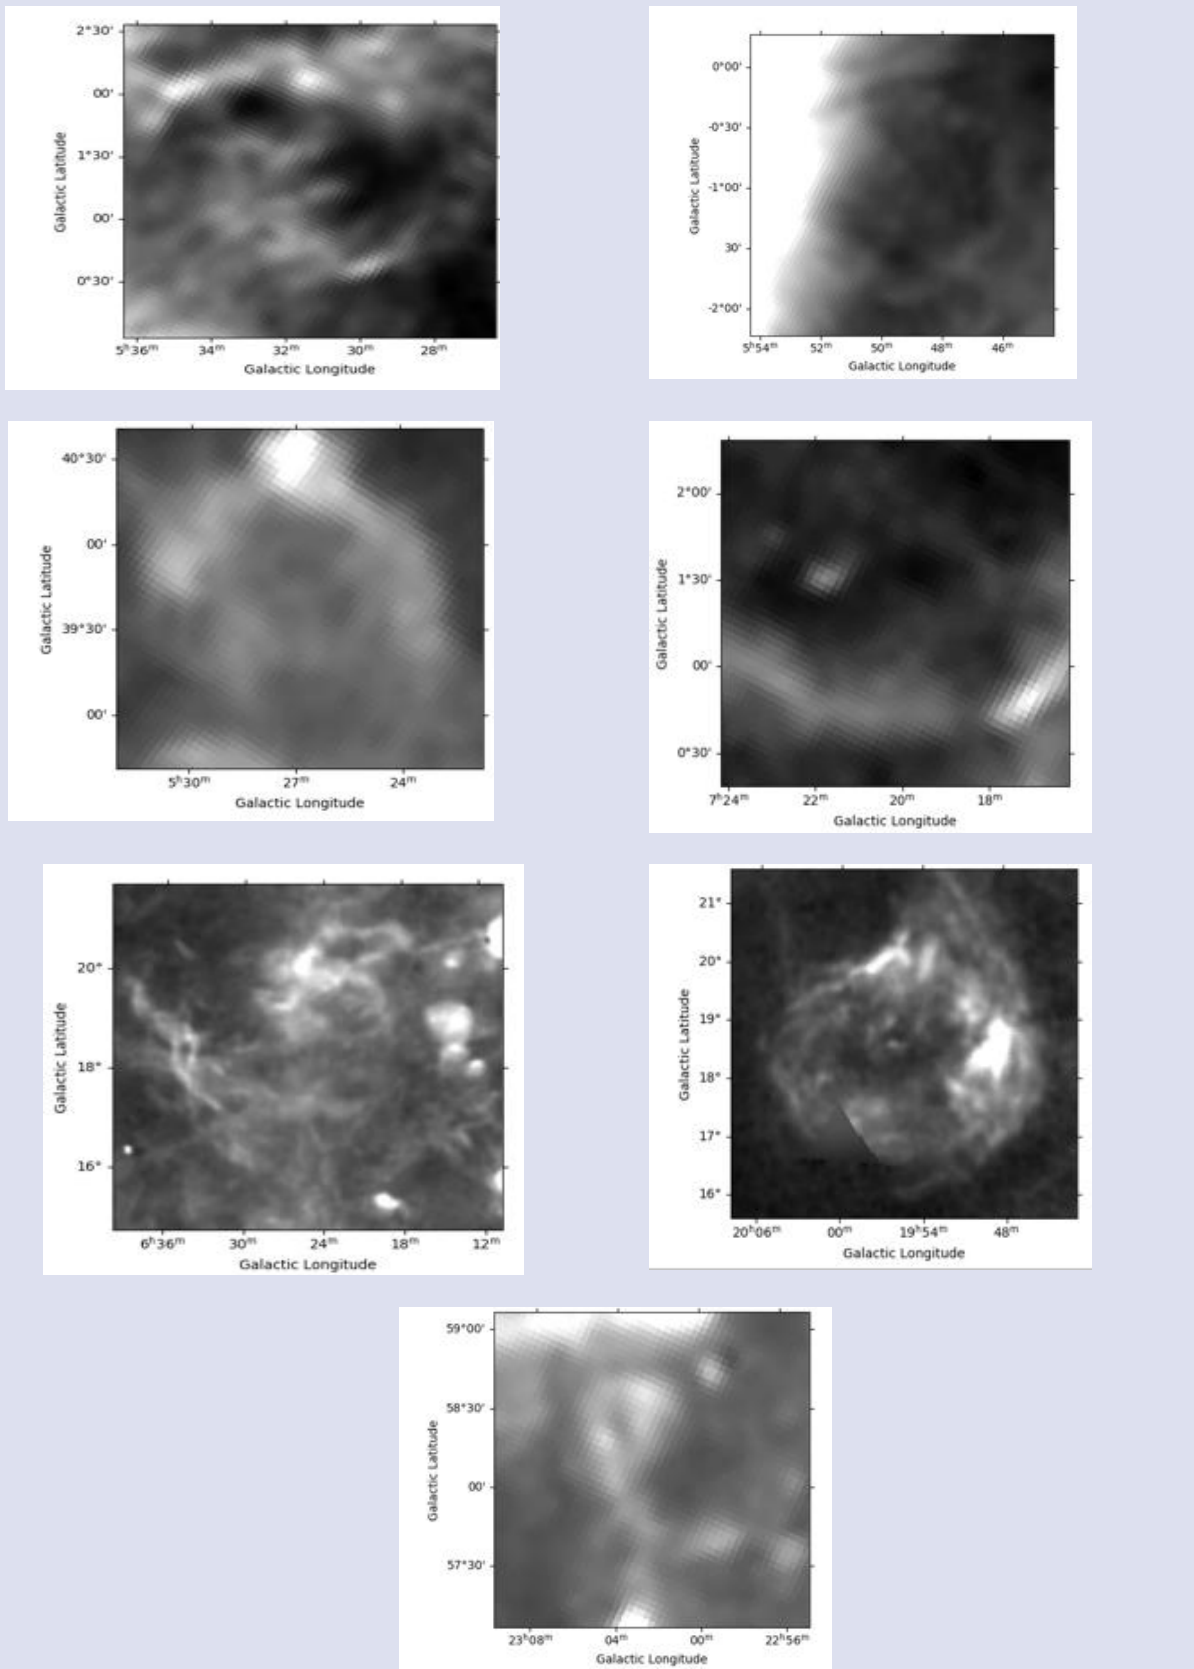 2°30'
00'
1°30'
00'
0°30'
Galactic Latitude
5ʰ36ᵐ 34ᵐ 32ᵐ 30ᵐ 28ᵐ
Galactic Longitude
0°00'
-0°30'
-1°00'
30'
-2°00'
Galactic Latitude
5ʰ54ᵐ 52ᵐ 50ᵐ 48ᵐ 46ᵐ
Galactic Longitude
40°30'
00'
39°30'
00'
Galactic Latitude
5ʰ30ᵐ 27ᵐ 24ᵐ
Galactic Longitude
2°00'
1°30'
00'
0°30'
Galactic Latitude
7ʰ24ᵐ 22ᵐ 20ᵐ 18ᵐ
Galactic Longitude
20°
18°
16°
Galactic Latitude
6ʰ36ᵐ 30ᵐ 24ᵐ 18ᵐ 12ᵐ
Galactic Longitude
21°
20°
19°
18°
17°
16°
Galactic Latitude
20ʰ06ᵐ 00ᵐ 19ʰ54ᵐ 48ᵐ
Galactic Longitude
59°00'
58°30'
00'
57°30'
Galactic Latitude
23ʰ08ᵐ 04ᵐ 00ᵐ 22ʰ56ᵐ
Galactic Longitude